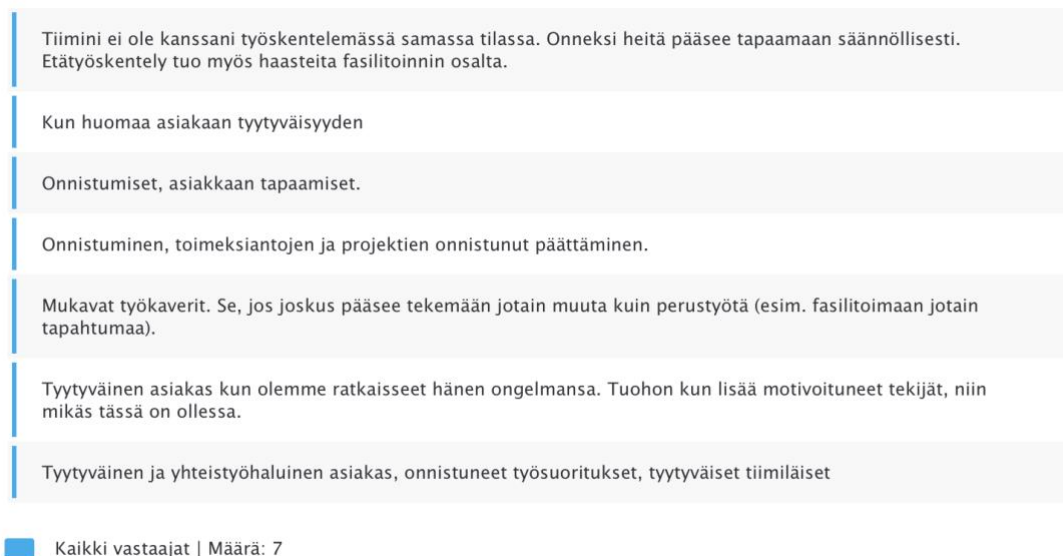 Tiimini ei ole kanssani työskentelemässä samassa tilassa. Onneksi heitä pääsee tapaamaan säännöllisesti.
Etätyöskentely tuo myös haasteita fasilitoinnin osalta.
Kun huomaa asiakaan tyytyväisyyden
Onnistumiset, asiakkaan tapaamiset.
Onnistuminen, toimeksiantojen ja projektien onnistunut päättäminen.
Mukavat työkaverit. Se, jos joskus pääsee tekemään jotain muuta kuin perustyötä (esim. fasilitoimaan jotain
tapahtumaa).
Tyytyväinen asiakas kun olemme ratkaisseet hänen ongelmansa. Tuohon kun lisää motivoituneet tekijät, niin
mikäs tässä on ollessa.
Tyytyväinen ja yhteistyöhaluinen asiakas, onnistuneet työsuoritukset, tyytyväiset tiimiläiset
Kaikki vastaajat | Määrä: 7